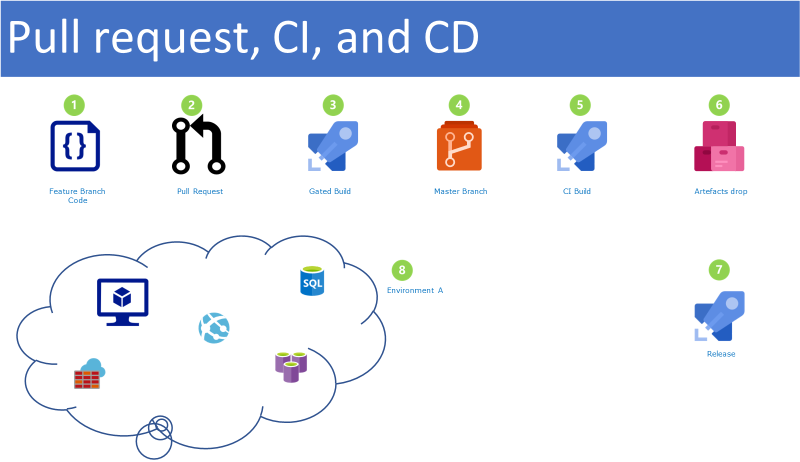 Pull request, CI, and CD
1
2
3
4
5
6
{}
Feature Branch
Code
Pull Request
Gated Build
Master Branch
CI Build
Artefacts drop
SQL
8
Environment A
7
Release